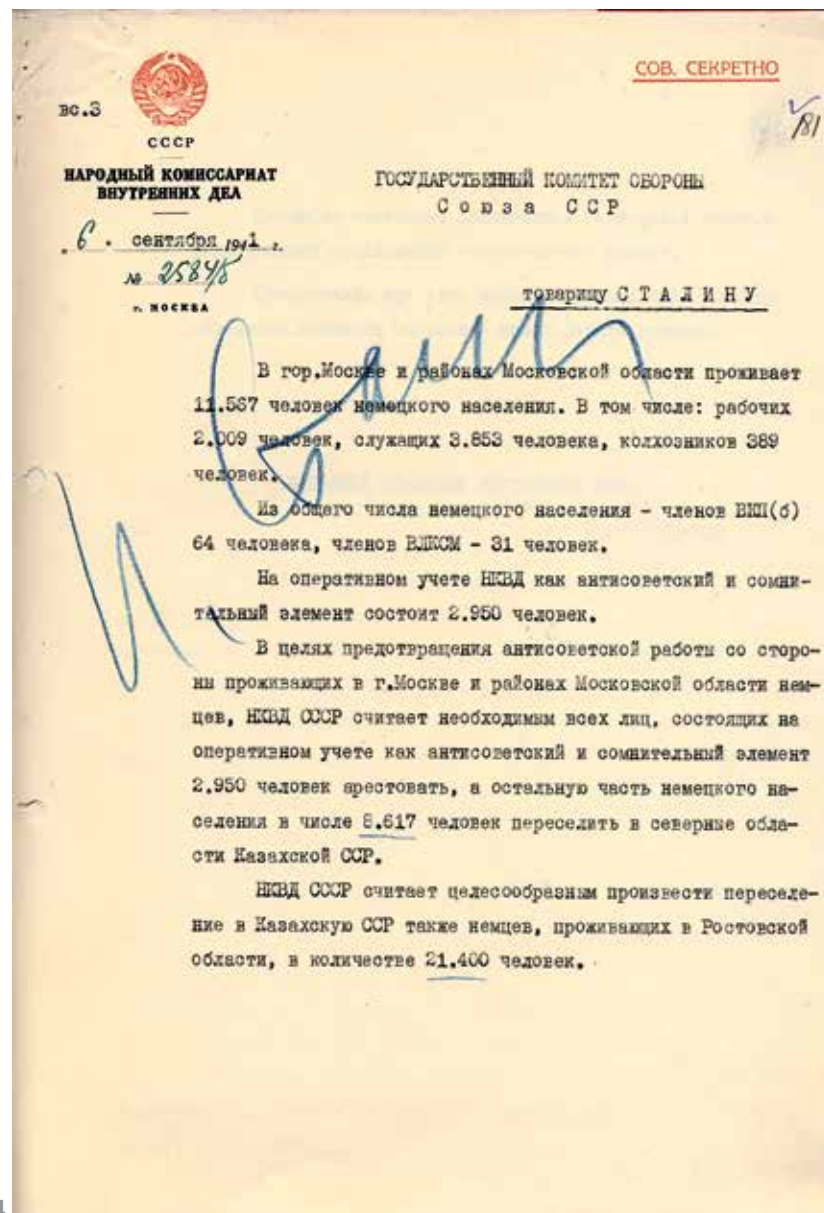 СОВ. СЕКРЕТНО
вс.3
181
СССР
НАРОДНЫЙ КОМИССАРИАТ
ВНУТРЕННИХ ДЕЛ
ГОСУДАРСТВЕННЫЙ КОМИТЕТ ОБОРОНЫ
Союза ССР
„6“ сентября 1941 г.
№ 2584/б
г. МОСКВА
товарищу СТАЛИНУ
В гор.Москве и районах Московской области проживает
11.567 человек немецкого населения. В том числе: рабочих
2.009 человек, служащих 3.853 человека, колхозников 389
человек.
Из общего числа немецкого населения - членов ВКП(б)
64 человека, членов ВЛКСМ - 31 человек.
На оперативном учете НКВД как антисоветский и сомни-
тельный элемент состоит 2.950 человек.
В целях предотвращения антисоветской работы со сторо-
ны проживающих в г.Москве и районах Московской области нем-
цев, НКВД СССР считает необходимым всех лиц, состоящих на
оперативном учете как антисоветский и сомнительный элемент
2.950 человек арестовать, а остальную часть немецкого на-
селения в числе 8.617 человек переселить в северные обла-
сти Казахской ССР.
НКВД СССР считает целесообразным произвести переселе-
ние в Казахскую ССР также немцев, проживающих в Ростовской
области, в количестве 21.400 человек.